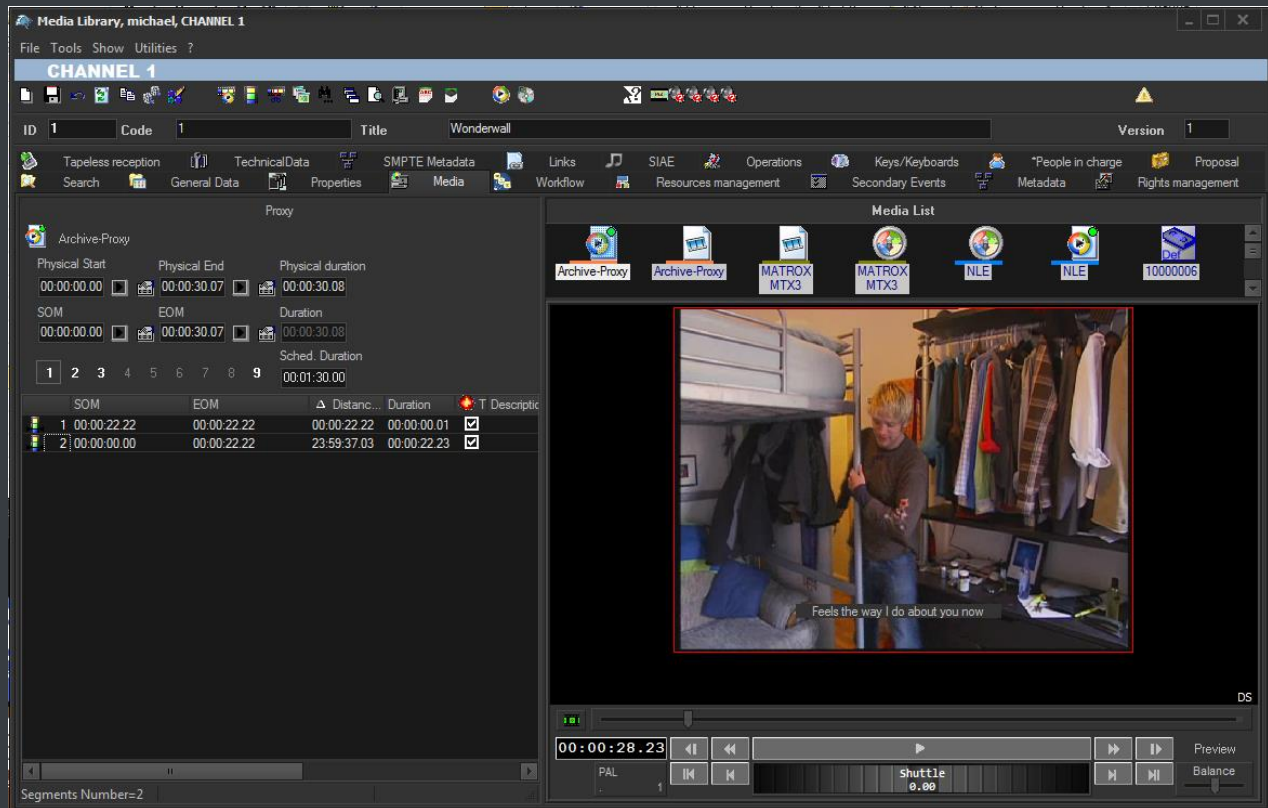 Media Library, michael, CHANNEL 1
File Tools Show Utilities ?
CHANNEL 1
ID 1 Code 1 Title Wonderwall Version 1
Tapeless reception TechnicalData SMPTE Metadata Links SIAE Operations Keys/Keyboards *People in charge Proposal
Search General Data Properties Media Workflow Resources management Secondary Events Metadata Rights management
Proxy
Archive-Proxy
Physical Start Physical End Physical duration
00:00:00.00 00:00:30.07 00:00:30.08
SOM EOM Duration
00:00:00.00 00:00:30.07 00:00:30.08
Sched. Duration
1 2 3 4 5 6 7 8 9 00:01:30.00
SOM EOM Distanc... Duration T Descriptic
1 00:00:22.22 00:00:22.22 00:00:22.22 00:00:00.01
2 00:00:00.00 00:00:22.22 23:59:37.03 00:00:22.23
Segments Number=2
Media List
Archive-Proxy Archive-Proxy MATROX MATROX NLE NLE 10000006
MTX3 MTX3
Def
Feels the way I do about you now
DS
00:00:28.23 Preview
PAL Shuttle Balance
1 0.00